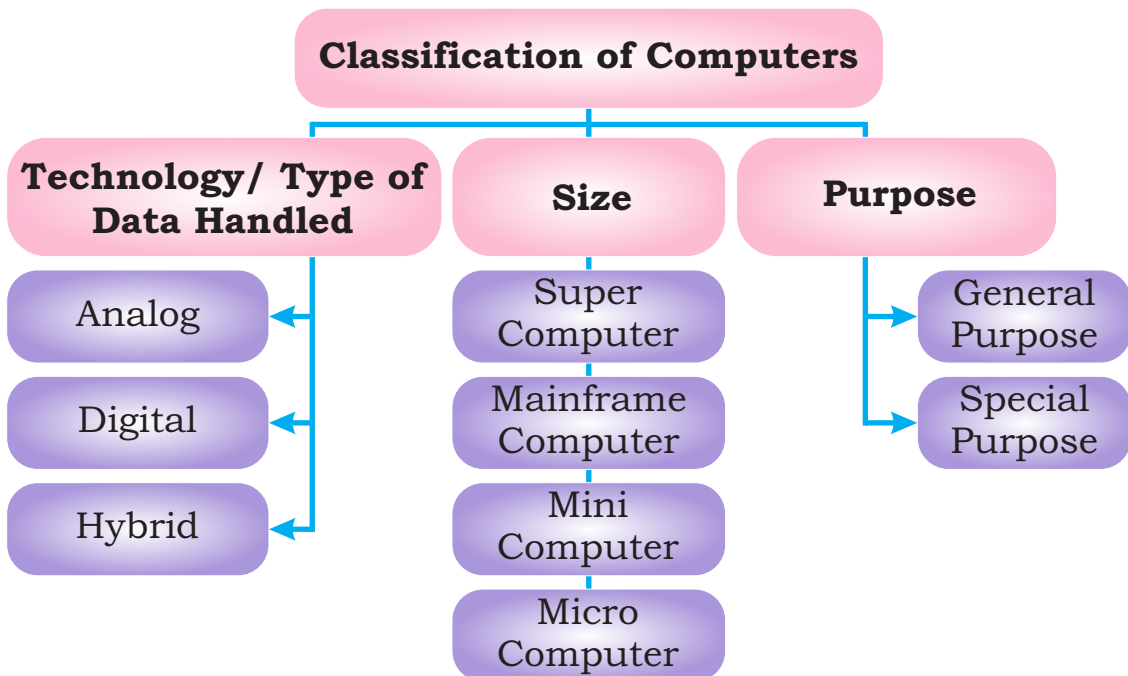 Classification of Computers
Technology/ Type of
Data Handled
Analog
Digital
Hybrid
Size
Super
Computer
Mainframe
Computer
Mini
Computer
Micro
Computer
Purpose
General
Purpose
Special
Purpose